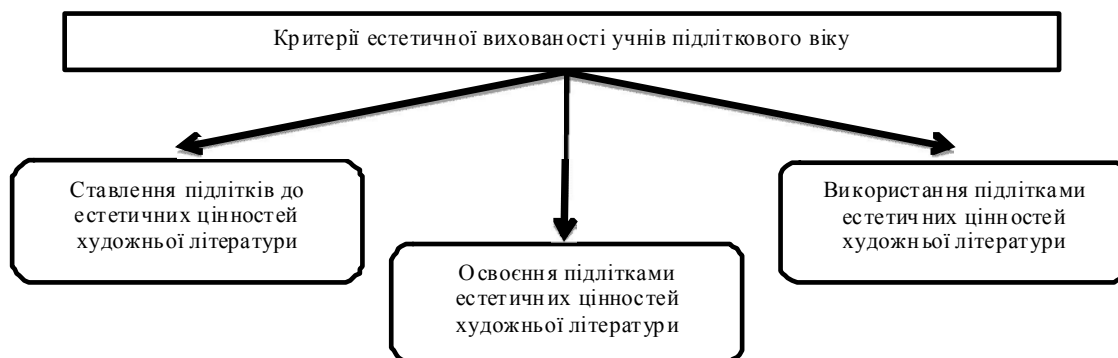 Критерії естетичної вихованості учнів підліткового віку
Ставлення підлітків до
естетичних цінностей
художньої літератури
Освоєння підлітками
естетичних цінностей
художньої літератури
Використання підлітками
естетичних цінностей
художньої літератури